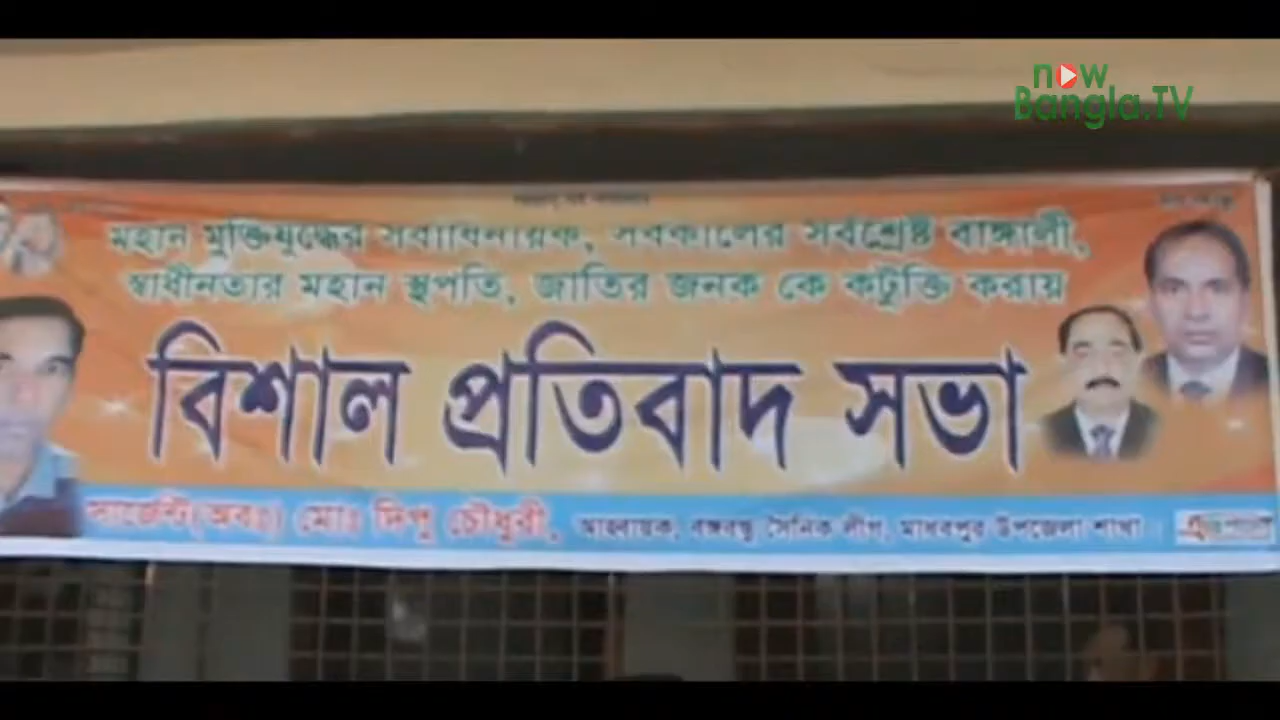 now
Bangla.TV
মহান মুক্তিযুদ্ধের সর্বাধিনায়ক, সর্বকালের সর্বশ্রেষ্ট বাঙ্গালী,
স্বাধীনতার মহান স্থপতি, জাতির জনক কে কটুক্তি করায়
বিশাল প্রতিবাদ সভা
মোঃ দিপু চৌধুরী, আহবায়ক, বঙ্গবন্ধু সৈনিক লীগ, মাধবপুর উপজেলা শাখা